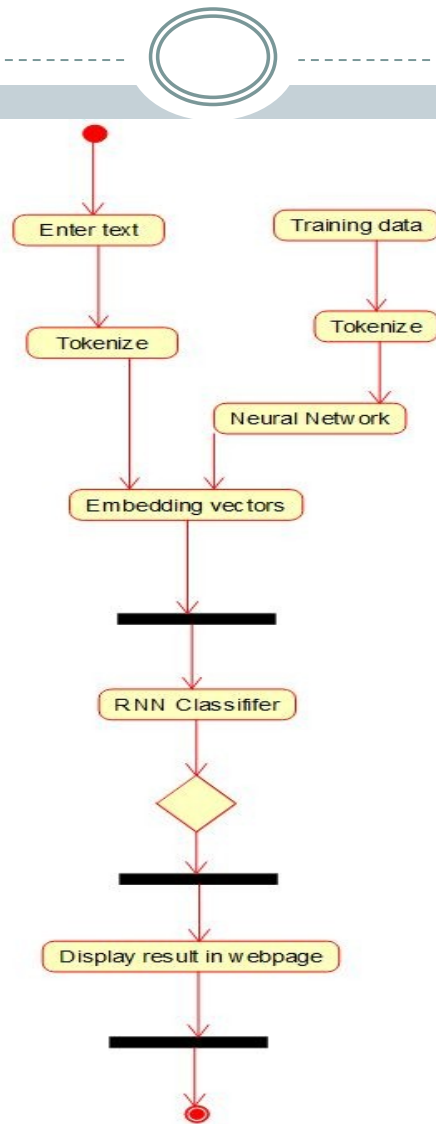 Enter text
Training data
Tokenize
Tokenize
Neural Network
Embedding vectors
RNN Classififer
Display result in webpage